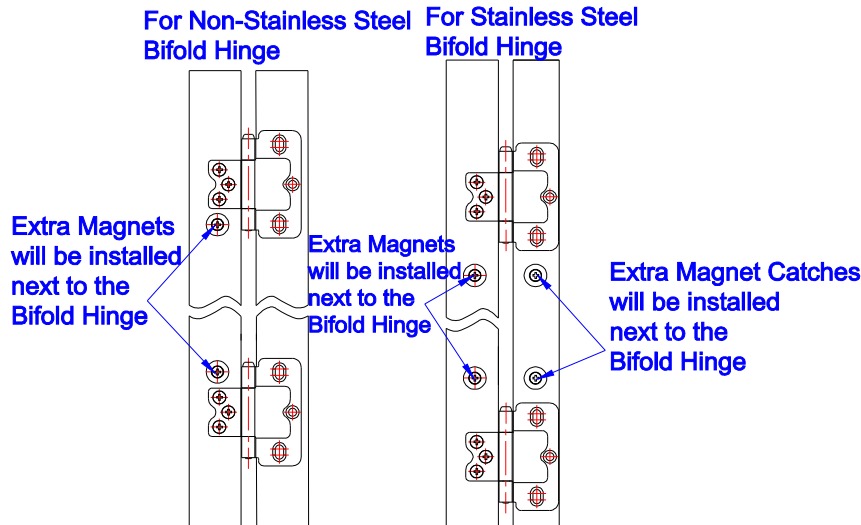 For Non-Stainless Steel
Bifold Hinge
For Stainless Steel
Bifold Hinge
Extra Magnets
will be installed
next to the
Bifold Hinge
Extra Magnets
will be installed
next to the
Bifold Hinge
Extra Magnet Catches
will be installed
next to the
Bifold Hinge